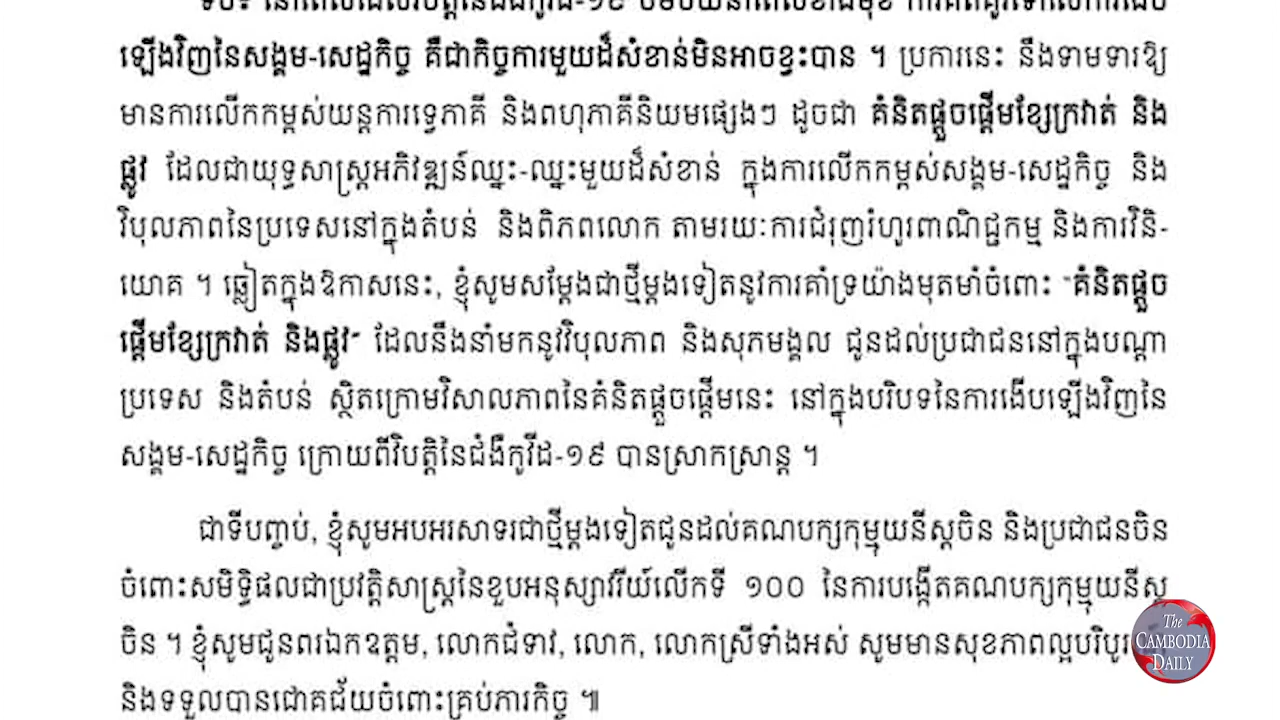 ឡើងវិញនៃសង្គម-សេដ្ឋកិច្ច គឺជាកិច្ចការមួយដ៏សំខាន់មិនអាចខ្វះបាន ។ ប្រការនេះ នឹងទាមទារឱ្យ
មានការលើកកម្ពស់យន្តការទ្វេភាគី និងពហុភាគីនិយមផ្សេងៗ ដូចជា គំនិតផ្តួចផ្តើមខ្សែក្រវាត់ និង
ផ្លូវ ដែលជាយុទ្ធសាស្ត្រអភិវឌ្ឍន៍ឈ្នះ-ឈ្នះមួយដ៏សំខាន់ ក្នុងការលើកកម្ពស់សង្គម-សេដ្ឋកិច្ច និង
វិបុលភាពនៃប្រទេសនៅក្នុងតំបន់ និងពិភពលោក តាមរយៈការជំរុញរំហូរពាណិជ្ជកម្ម និងការវិនិ-
យោគ ។ ឆ្លៀតក្នុងឱកាសនេះ, ខ្ញុំសូមសម្តែងជាថ្មីម្តងទៀតនូវការគាំទ្រយ៉ាងមុតមាំចំពោះ "គំនិតផ្តួច
ផ្តើមខ្សែក្រវាត់ និងផ្លូវ" ដែលនឹងនាំមកនូវវិបុលភាព និងសុភមង្គល ជូនដល់ប្រជាជននៅក្នុងបណ្តា
ប្រទេស និងតំបន់ ស្ថិតក្រោមវិសាលភាពនៃគំនិតផ្តួចផ្តើមនេះ នៅក្នុងបរិបទនៃការងើបឡើងវិញនៃ
សង្គម-សេដ្ឋកិច្ច ក្រោយពីវិបត្តិនៃជំងឺកូវីដ-១៩ បានស្រាកស្រាន្ត ។
ជាទីបញ្ចប់, ខ្ញុំសូមអបអរសាទរជាថ្មីម្តងទៀតជូនដល់គណបក្សកុម្មុយនីស្តចិន និងប្រជាជនចិន
ចំពោះសមិទ្ធិផលជាប្រវត្តិសាស្ត្រនៃខួបអនុស្សាវរីយ៍លើកទី ១០០ នៃការបង្កើតគណបក្សកុម្មុយនីស្ត
ចិន ។ ខ្ញុំសូមជូនពរឯកឧត្តម, លោកជំទាវ, លោក, លោកស្រីទាំងអស់ សូមមានសុខភាពល្អ
និងទទួលបានជោគជ័យចំពោះគ្រប់ភារកិច្ច ៕
The
CAMBODIA
DAILY